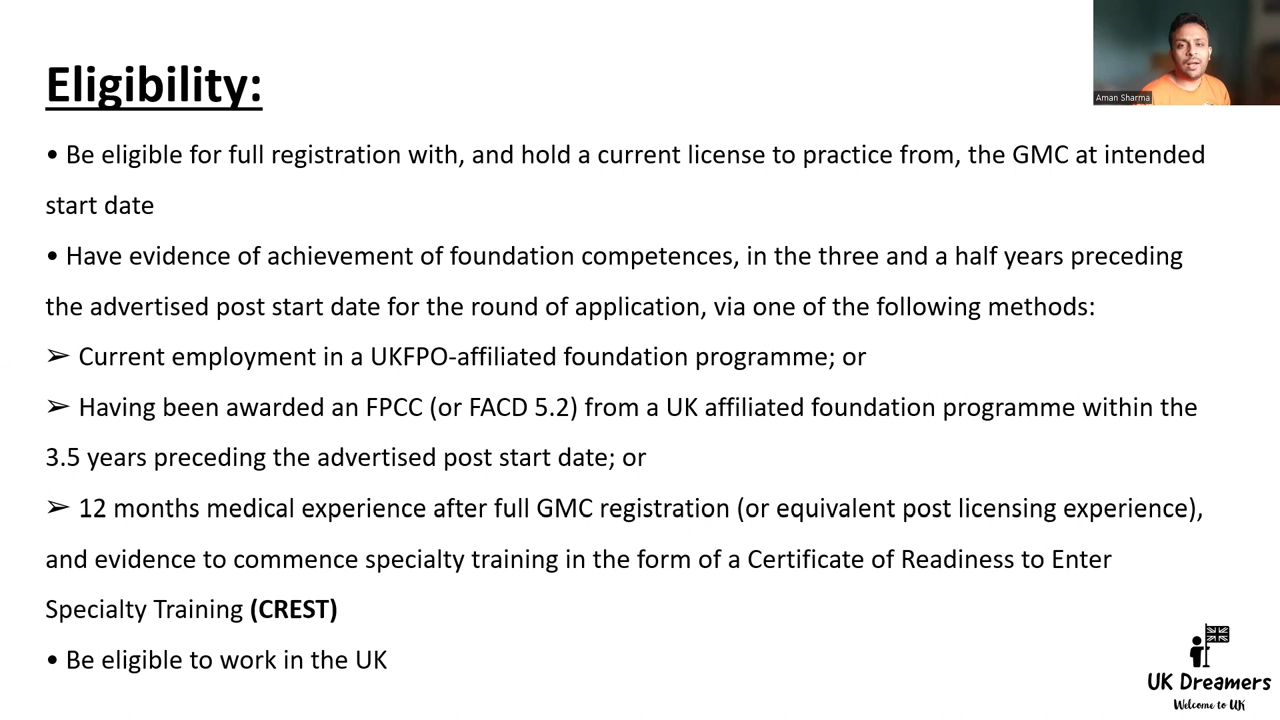 Aman Sharma
Eligibility:
• Be eligible for full registration with, and hold a current license to practice from, the GMC at intended
start date
• Have evidence of achievement of foundation competences, in the three and a half years preceding
the advertised post start date for the round of application, via one of the following methods:
➢ Current employment in a UKFPO-affiliated foundation programme; or
➢ Having been awarded an FPCC (or FACD 5.2) from a UK affiliated foundation programme within the
3.5 years preceding the advertised post start date; or
➢ 12 months medical experience after full GMC registration (or equivalent post licensing experience),
and evidence to commence specialty training in the form of a Certificate of Readiness to Enter
Specialty Training (CREST)
• Be eligible to work in the UK
UK Dreamers
Welcome to UK